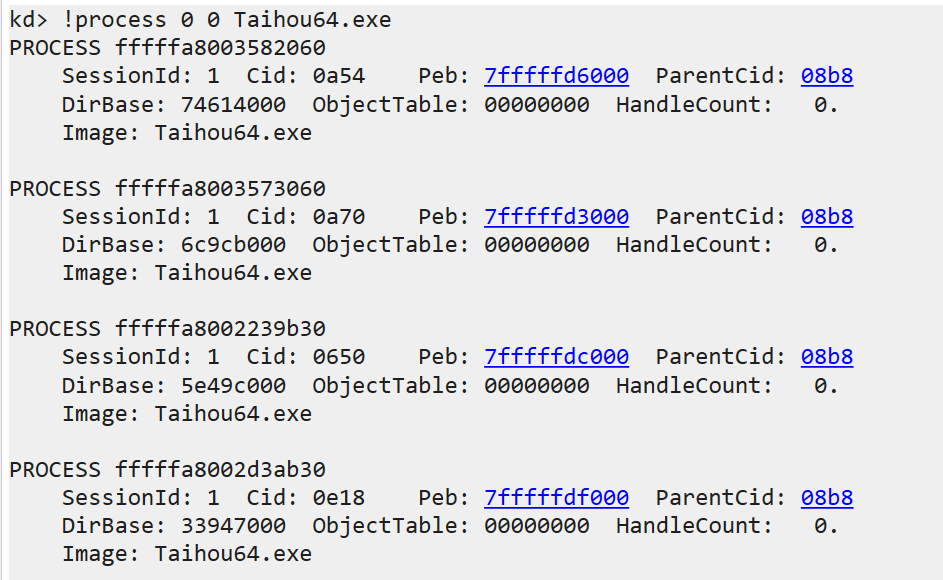 kd> !process 0 0 Taihou64.exe
PROCESS fffffa8003582060
SessionId: 1 Cid: 0a54 Peb: 7fffffd6000 ParentCid: 08b8
DirBase: 74614000 ObjectTable: 00000000 HandleCount: 0.
Image: Taihou64.exe
PROCESS fffffa8003573060
SessionId: 1 Cid: 0a70 Peb: 7fffffd3000 ParentCid: 08b8
DirBase: 6c9cb000 ObjectTable: 00000000 HandleCount: 0.
Image: Taihou64.exe
PROCESS fffffa8002239b30
SessionId: 1 Cid: 0650 Peb: 7fffffdc000 ParentCid: 08b8
DirBase: 5e49c000 ObjectTable: 00000000 HandleCount: 0.
Image: Taihou64.exe
PROCESS fffffa8002d3ab30
SessionId: 1 Cid: 0e18 Peb: 7fffffdf000 ParentCid: 08b8
DirBase: 33947000 ObjectTable: 00000000 HandleCount: 0.
Image: Taihou64.exe